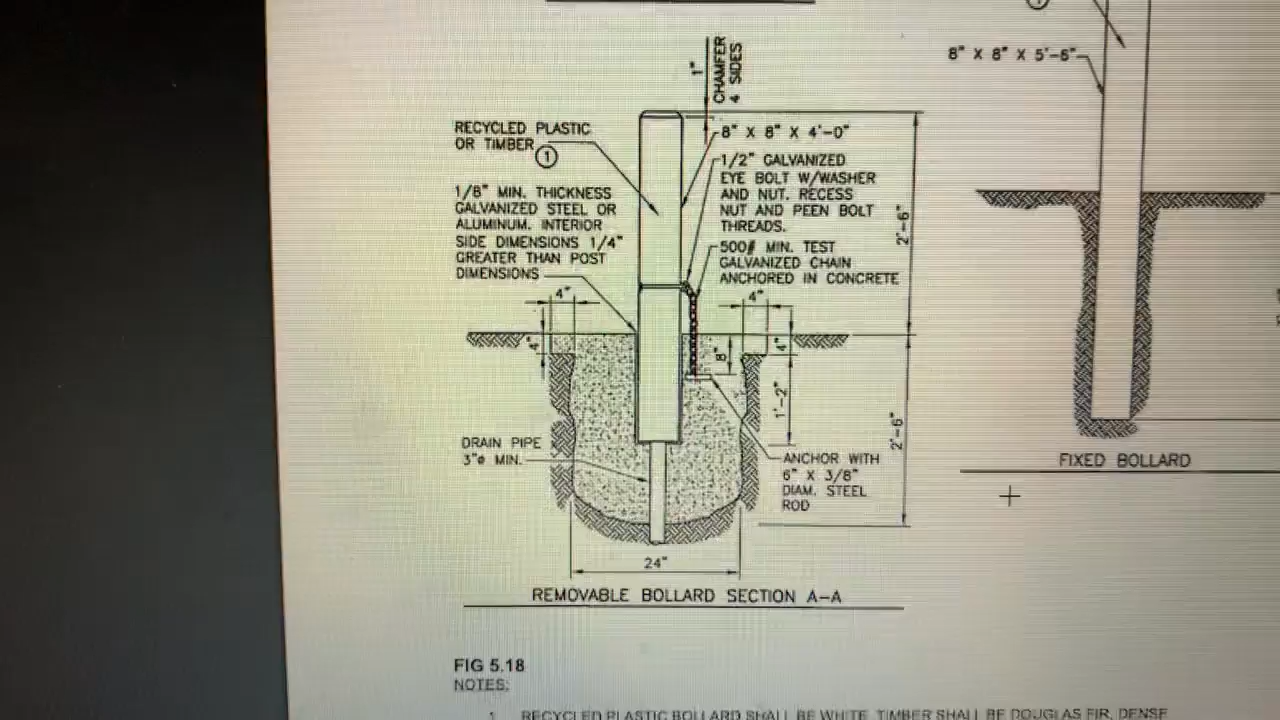 1"
CHAMFER
4 SIDES
8" X 8" X 5'-6"
RECYCLED PLASTIC
OR TIMBER
1
8" X 8" X 4'-0"
1/2" GALVANIZED
EYE BOLT W/WASHER
AND NUT. RECESS
NUT AND PEEN BOLT
THREADS.
1/8" MIN. THICKNESS
GALVANIZED STEEL OR
ALUMINUM. INTERIOR
SIDE DIMENSIONS 1/4"
GREATER THAN POST
DIMENSIONS
500# MIN. TEST
GALVANIZED CHAIN
ANCHORED IN CONCRETE
2'-6"
4"
4"
4"
8"
4"
1'-2"
2'-6"
DRAIN PIPE
3"ø MIN.
ANCHOR WITH
6" X 3/8"
DIAM. STEEL
ROD
24"
REMOVABLE BOLLARD SECTION A-A
FIXED BOLLARD
FIG 5.18
NOTES:
1. RECYCLED PLASTIC BOLLARD SHALL BE WHITE. TIMBER SHALL BE DOUGLAS FIR, DENSE